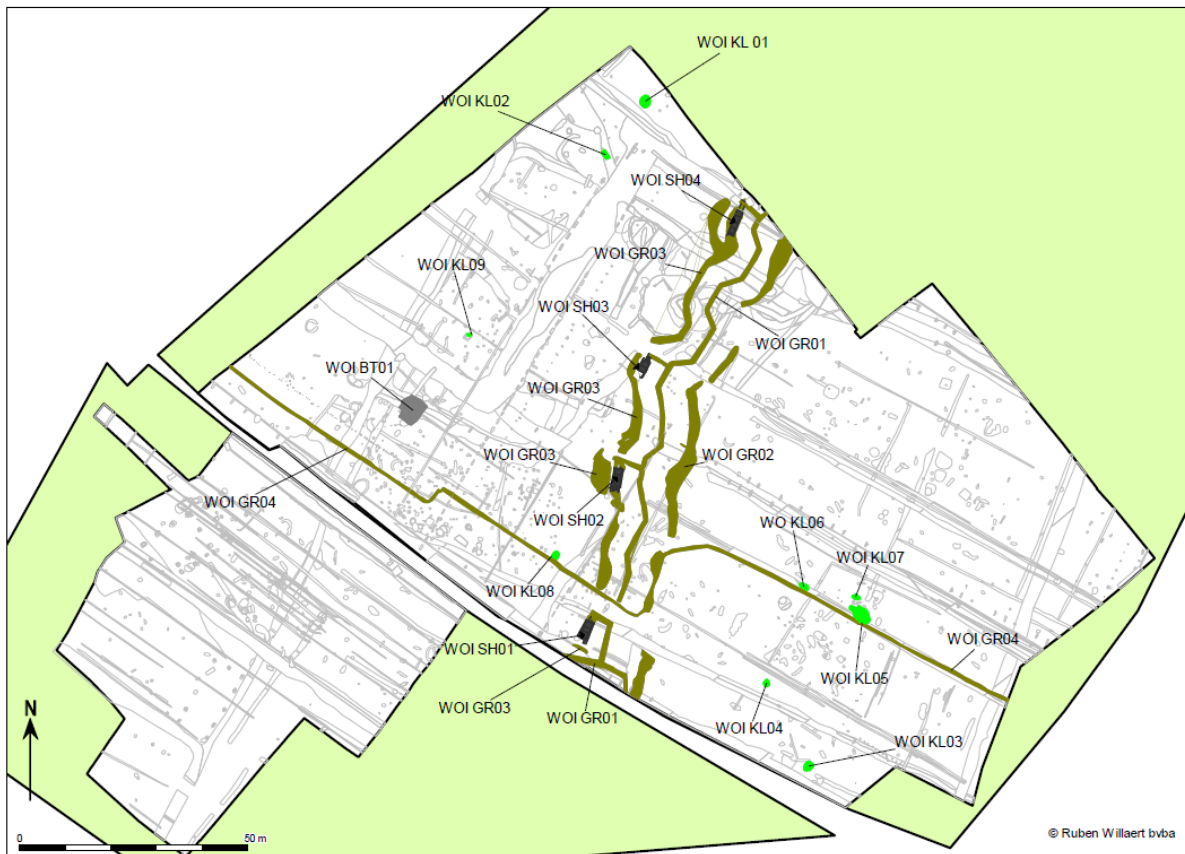 WOI KL 01
WOI KL02
WOI SH04
WOI GR03
WOI KL09
WOI SH03
WOI GR01
WOI BT01
WOI GR03
WOI GR03
WOI GR02
WOI GR04
WOI SH02
WO KL06
WOI KL07
WOI KL08
WOI SH01
WOI GR04
WOI KL05
WOI GR03
WOI GR01
WOI KL04
WOI KL03
N
0
50 m
© Ruben Willaert bvba